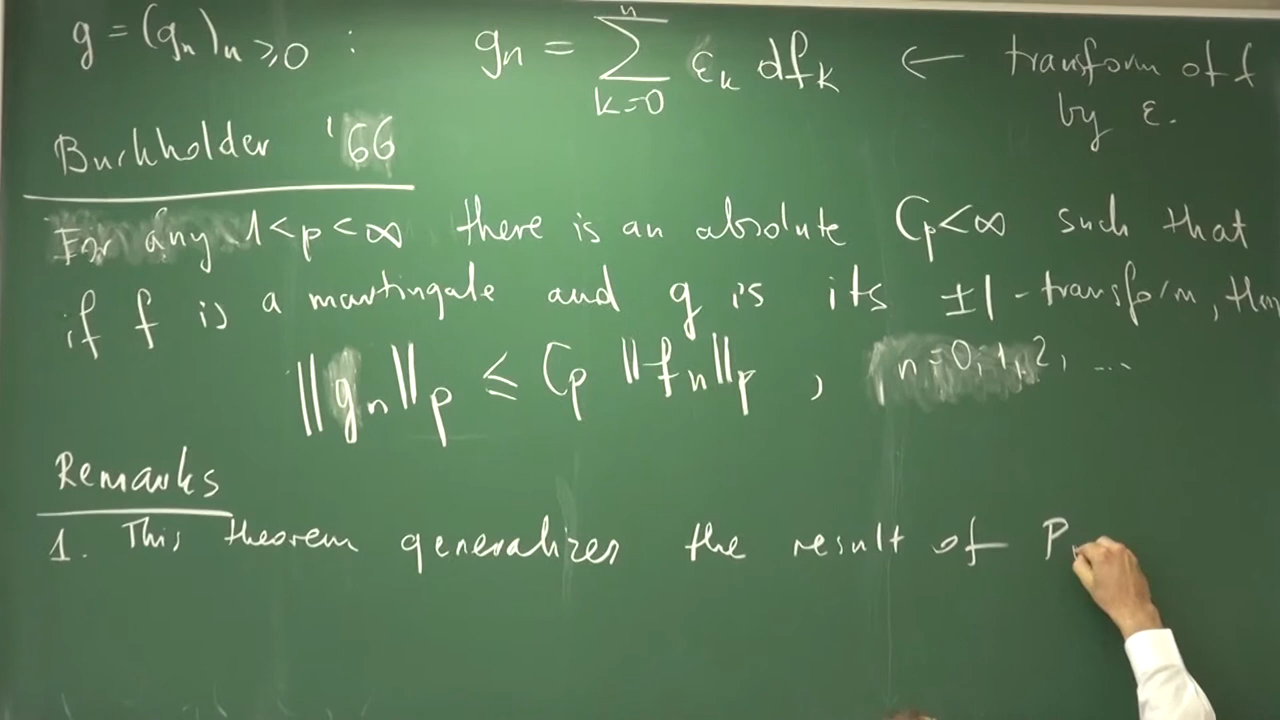 g = (gₙ)ₙ≥0 : gₙ = ∑ₖ₌₀ⁿ εₖ dfₖ ← transform of f
by ε.
Burkholder '66
For any 1<p<∞ there is an absolute Cₚ<∞ such that
if f is a martingale and g is its ±1-transform, then
||gₙ||ₚ ≤ Cₚ ||fₙ||ₚ , n=0,1,2, ...
Remarks
1. This theorem generalizes the result of P